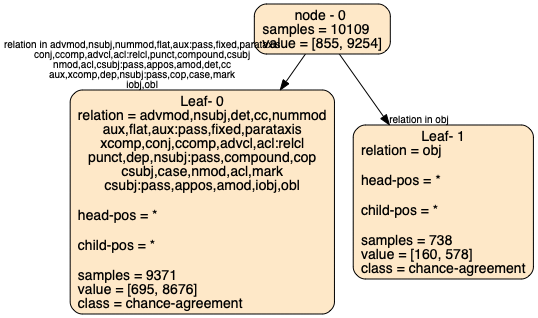 node - 0
samples = 10109
value = [855, 9254]
relation in advmod,nsubj,nummod,flat,aux:pass,fixed,parataxis
conj,ccomp,advcl,acl:relcl,punct,compound,csubj
nmod,acl,csubj:pass,appos,amod,det,cc
aux,xcomp,dep,nsubj:pass,cop,case,mark
iobj,obl
relation in obj
Leaf- 0
relation = advmod,nsubj,det,cc,nummod
aux,flat,aux:pass,fixed,parataxis
xcomp,conj,ccomp,advcl,acl:relcl
punct,dep,nsubj:pass,compound,cop
csubj,case,nmod,acl,mark
csubj:pass,appos,amod,iobj,obl
head-pos = *
child-pos = *
samples = 9371
value = [695, 8676]
class = chance-agreement
Leaf- 1
relation = obj
head-pos = *
child-pos = *
samples = 738
value = [160, 578]
class = chance-agreement